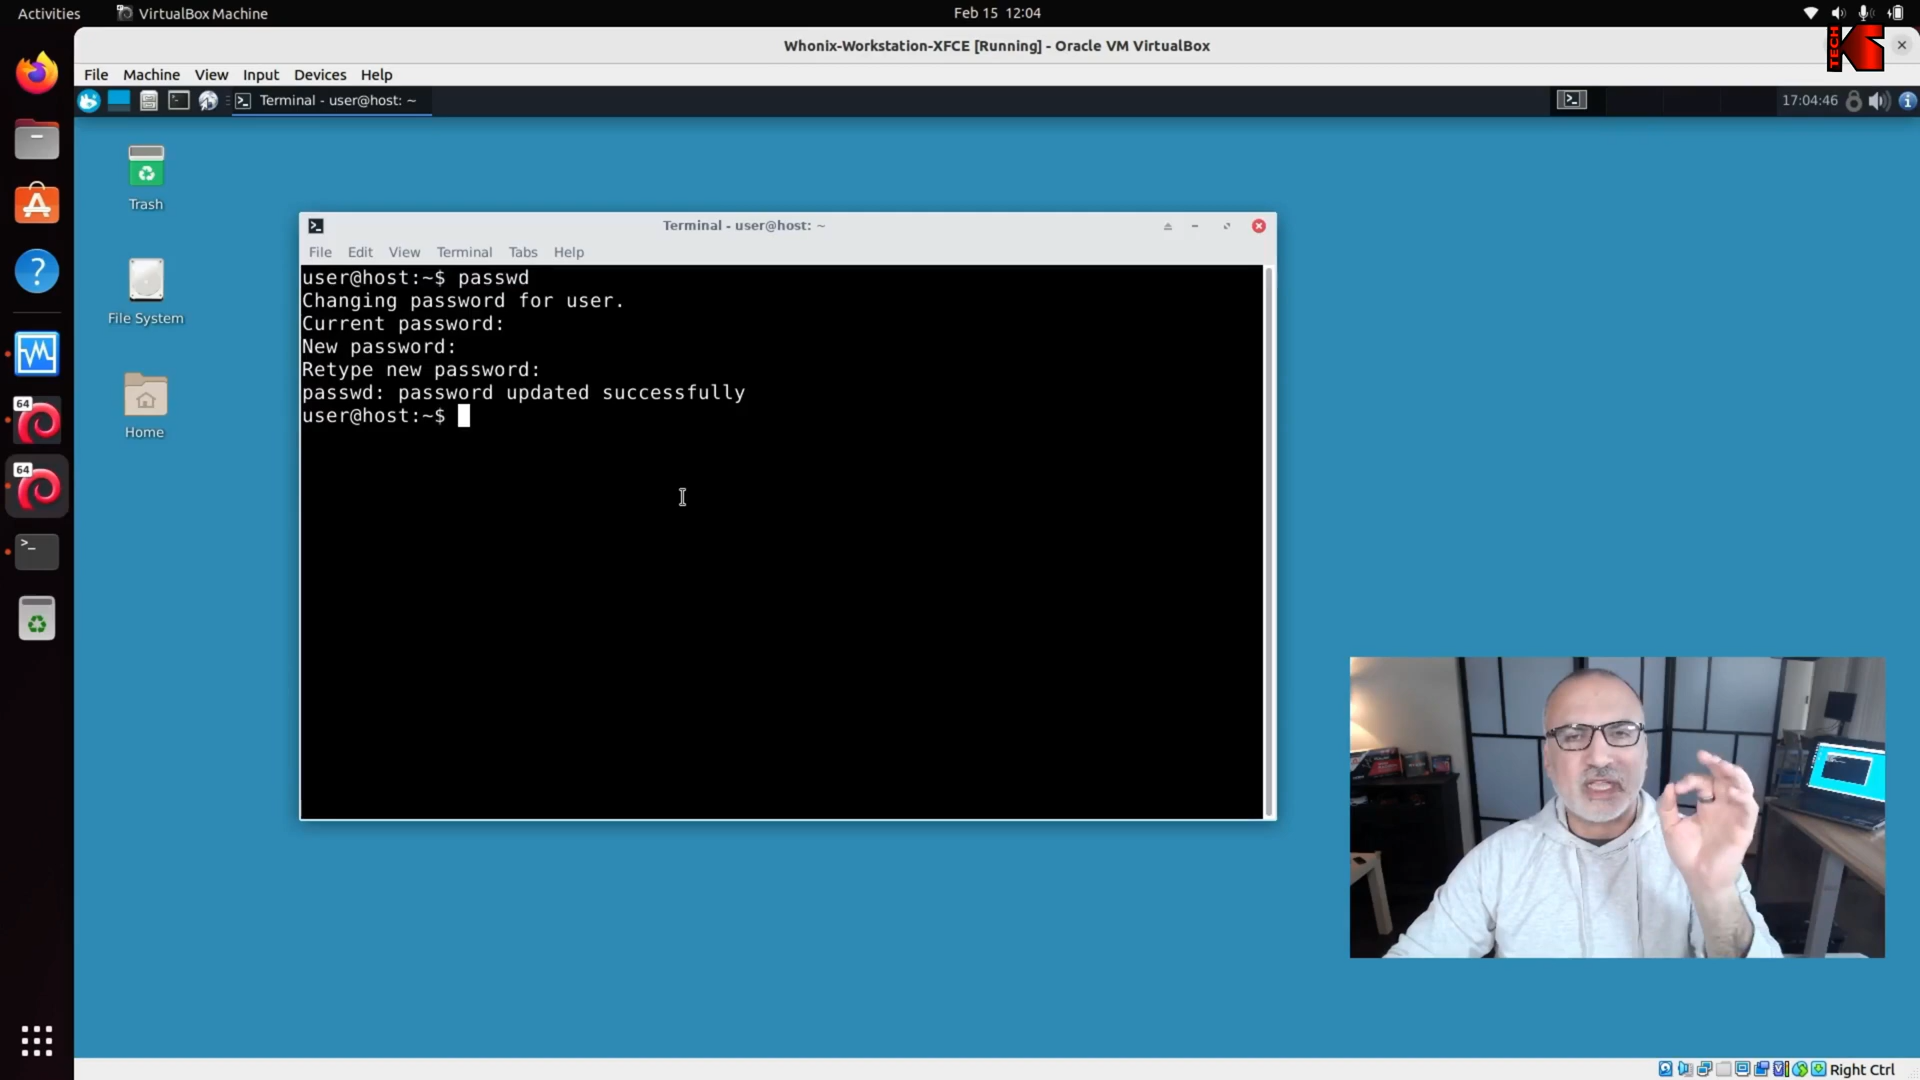 Activities
VirtualBox Machine
Feb 15 12:04
Whonix-Workstation-XFCE [Running] - Oracle VM VirtualBox
TECH
KT
File Machine View Input Devices Help
Terminal - user@host: ~
17:04:46
Trash
File System
Home
64
64
Terminal - user@host: ~
File Edit View Terminal Tabs Help
user@host:~$ passwd
Changing password for user.
Current password:
New password:
Retype new password:
passwd: password updated successfully
user@host:~$
Right Ctrl